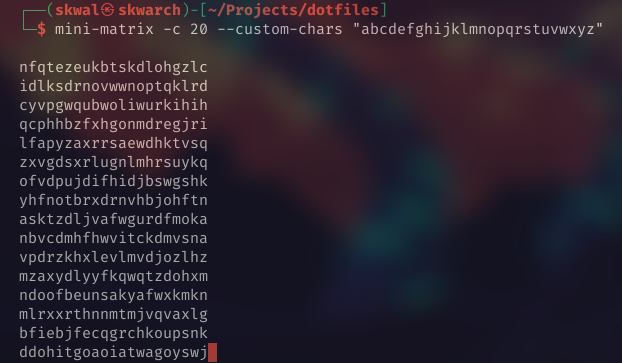 ┌──(skwal㉿skwarch)-[~/Projects/dotfiles]
└─$ mini-matrix -c 20 --custom-chars "abcdefghijklmnopqrstuvwxyz"
nfqtezeukbtskdlohgzlc
idlksdrnovwwnoptqklrd
cyvpgwqubwoliwurkihih
qcphhbzfxhgonmdregjri
lfapyzaxrrsaewdhktvsq
zxvgdsxrlugnlmhrsuykq
ofvdpujdifhidjbswgshk
yhfnotbrxdrnvhbjohftn
asktzdljvafwgurdfmoka
nbvcdmhfhwvitckdmvsna
vpdrzkhxlevlmvdjozlhz
mzaxydlyyfkqwqtzdohxm
ndoofbeunsakyafwxkmkn
mlrxxrthnnmtmjvqvaxlg
bfiebjfecqgrchkoupsnk
ddohitgoaoiatwagoyswj